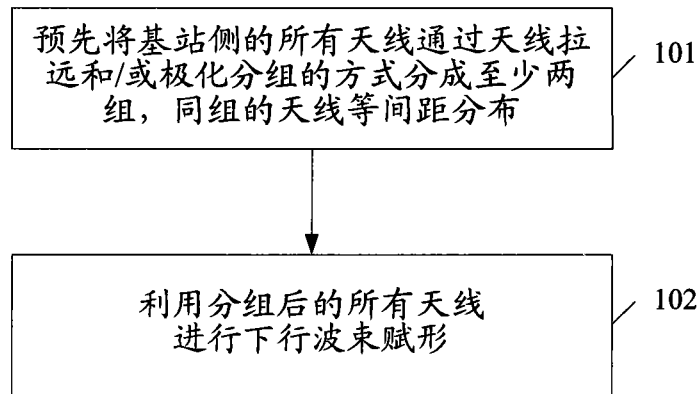 预先将基站侧的所有天线通过天线拉
远和/或极化分组的方式分成至少两
组，同组的天线等间距分布
101
利用分组后的所有天线
进行下行波束赋形
102